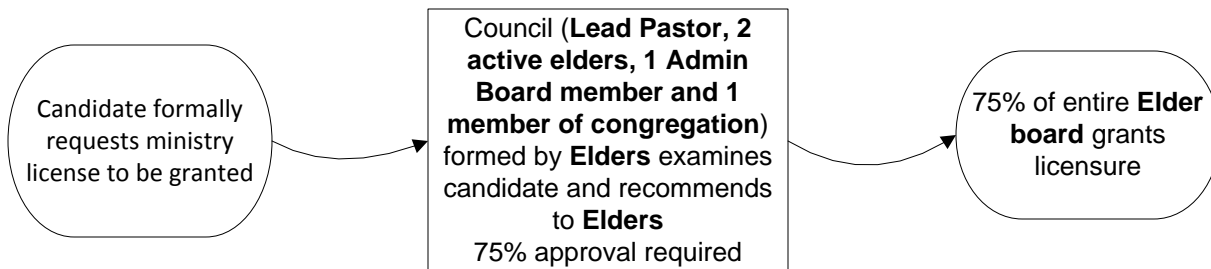 Candidate formally
requests ministry
license to be granted
Council (Lead Pastor, 2
active elders, 1 Admin
Board member and 1
member of congregation)
formed by Elders examines
candidate and recommends
to Elders
75% approval required
75% of entire Elder
board grants
licensure